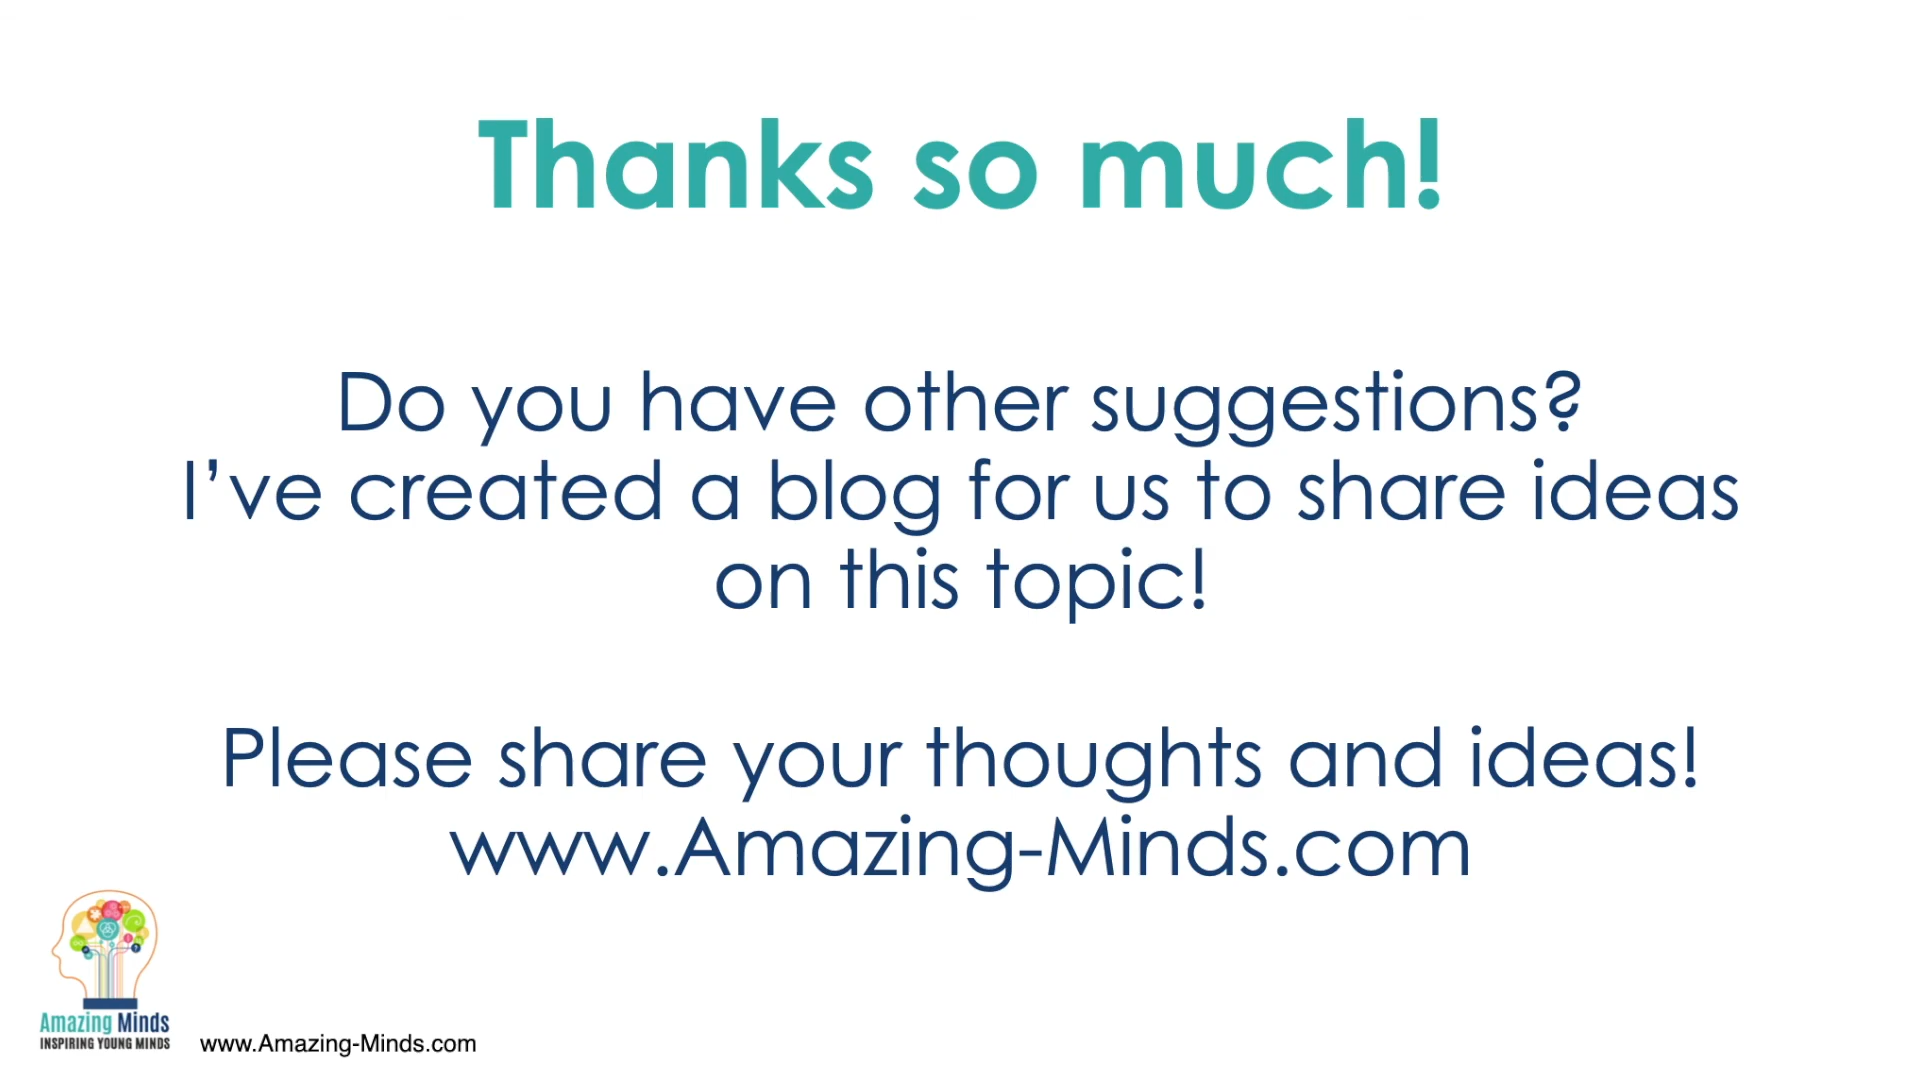 Thanks so much!
Do you have other suggestions?
I’ve created a blog for us to share ideas
on this topic!
Please share your thoughts and ideas!
www.Amazing-Minds.com
Amazing Minds
INSPIRING YOUNG MINDS
www.Amazing-Minds.com